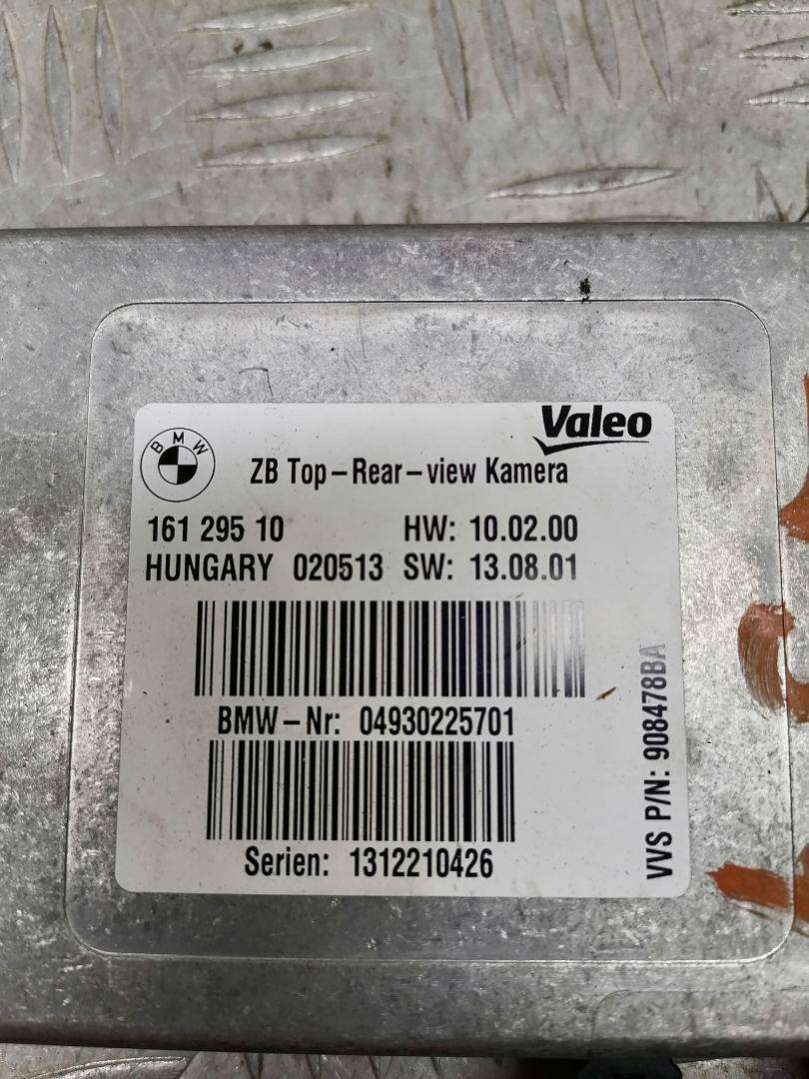 Valeo
BMW
ZB Top-Rear-view Kamera
161 295 10 HW: 10.02.00
HUNGARY 020513 SW: 13.08.01
BMW-Nr: 04930225701
Serien: 1312210426
VVS P/N: 908478BA